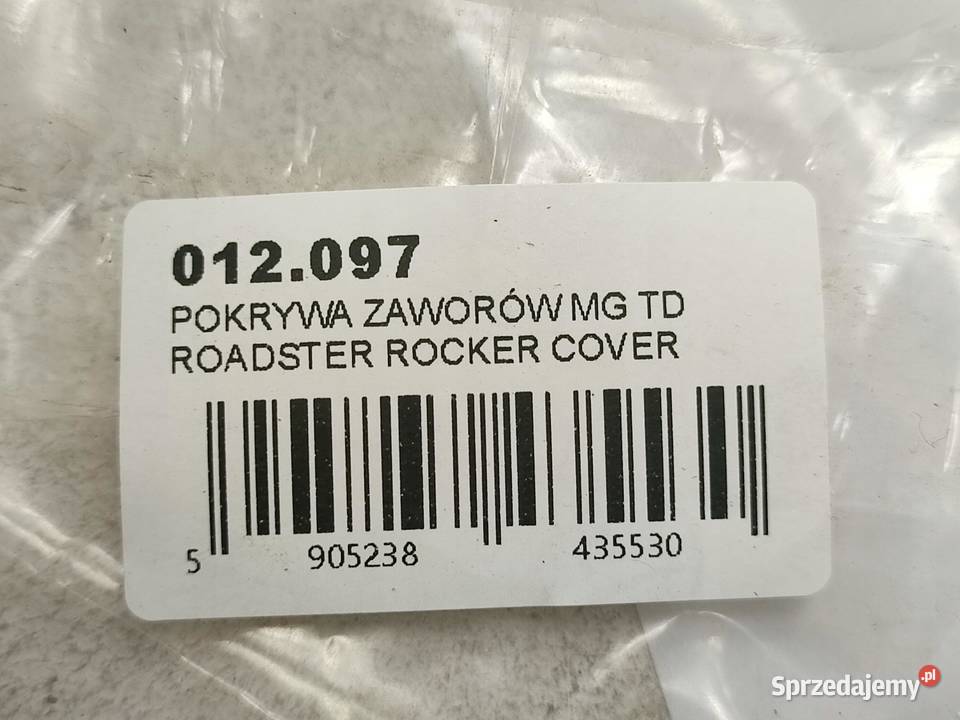 012.097
POKRYWA ZAWORÓW MG TD
ROADSTER ROCKER COVER
5 905238 435530
Sprzedajemy.pl